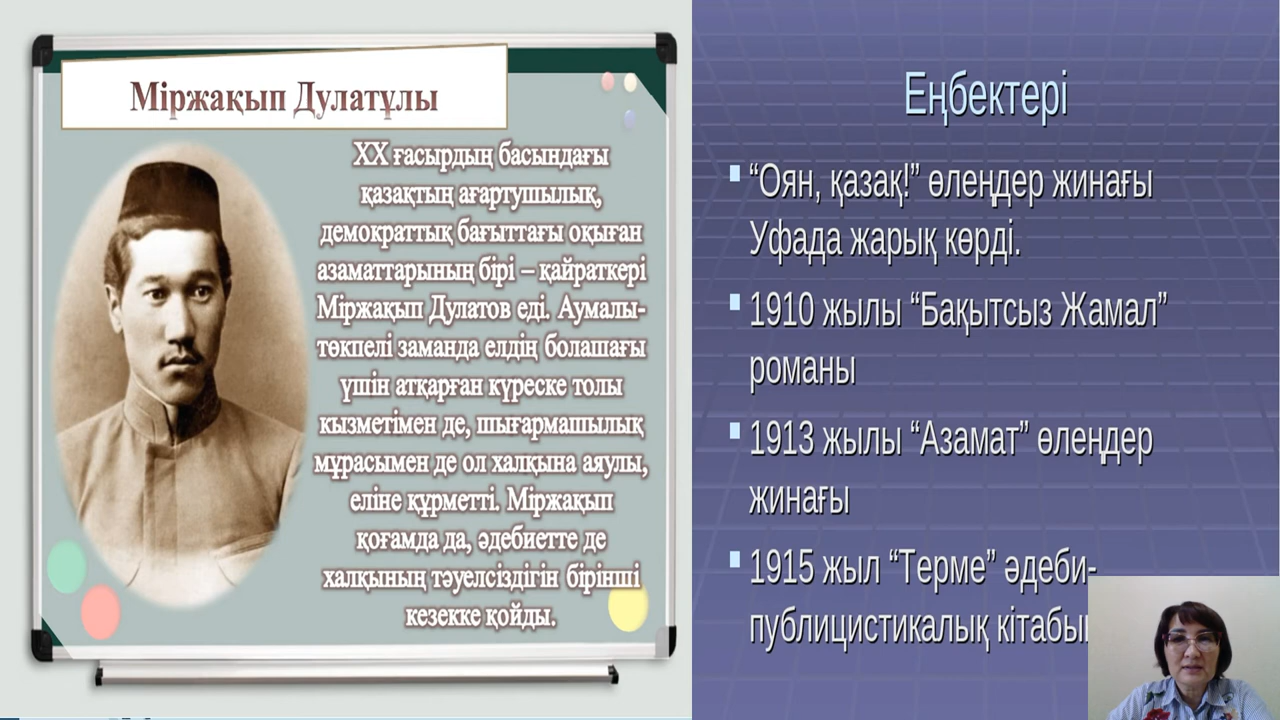 Міржақып Дулатұлы
ХХ ғасырдың басындағы
қазақтың ағартушылық,
демократтық бағыттағы оқыған
азаматтарының бірі – қайраткері
Міржақып Дулатов еді. Аумалы-
төкпелі заманда елдің болашағы
үшін атқарған күреске толы
кызметімен де, шығармашылық
мұрасымен де ол халқына аяулы,
еліне құрметті. Міржақып
қоғамда да, әдебиетте де
халқының тәуелсіздігін бірінші
кезекке қойды.
Еңбектері
“Оян, қазақ!” өлеңдер жинағы
Уфада жарық көрді.
1910 жылы “Бақытсыз Жамал”
романы
1913 жылы “Азамат” өлеңдер
жинағы
1915 жыл “Терме” әдеби-
публицистикалық